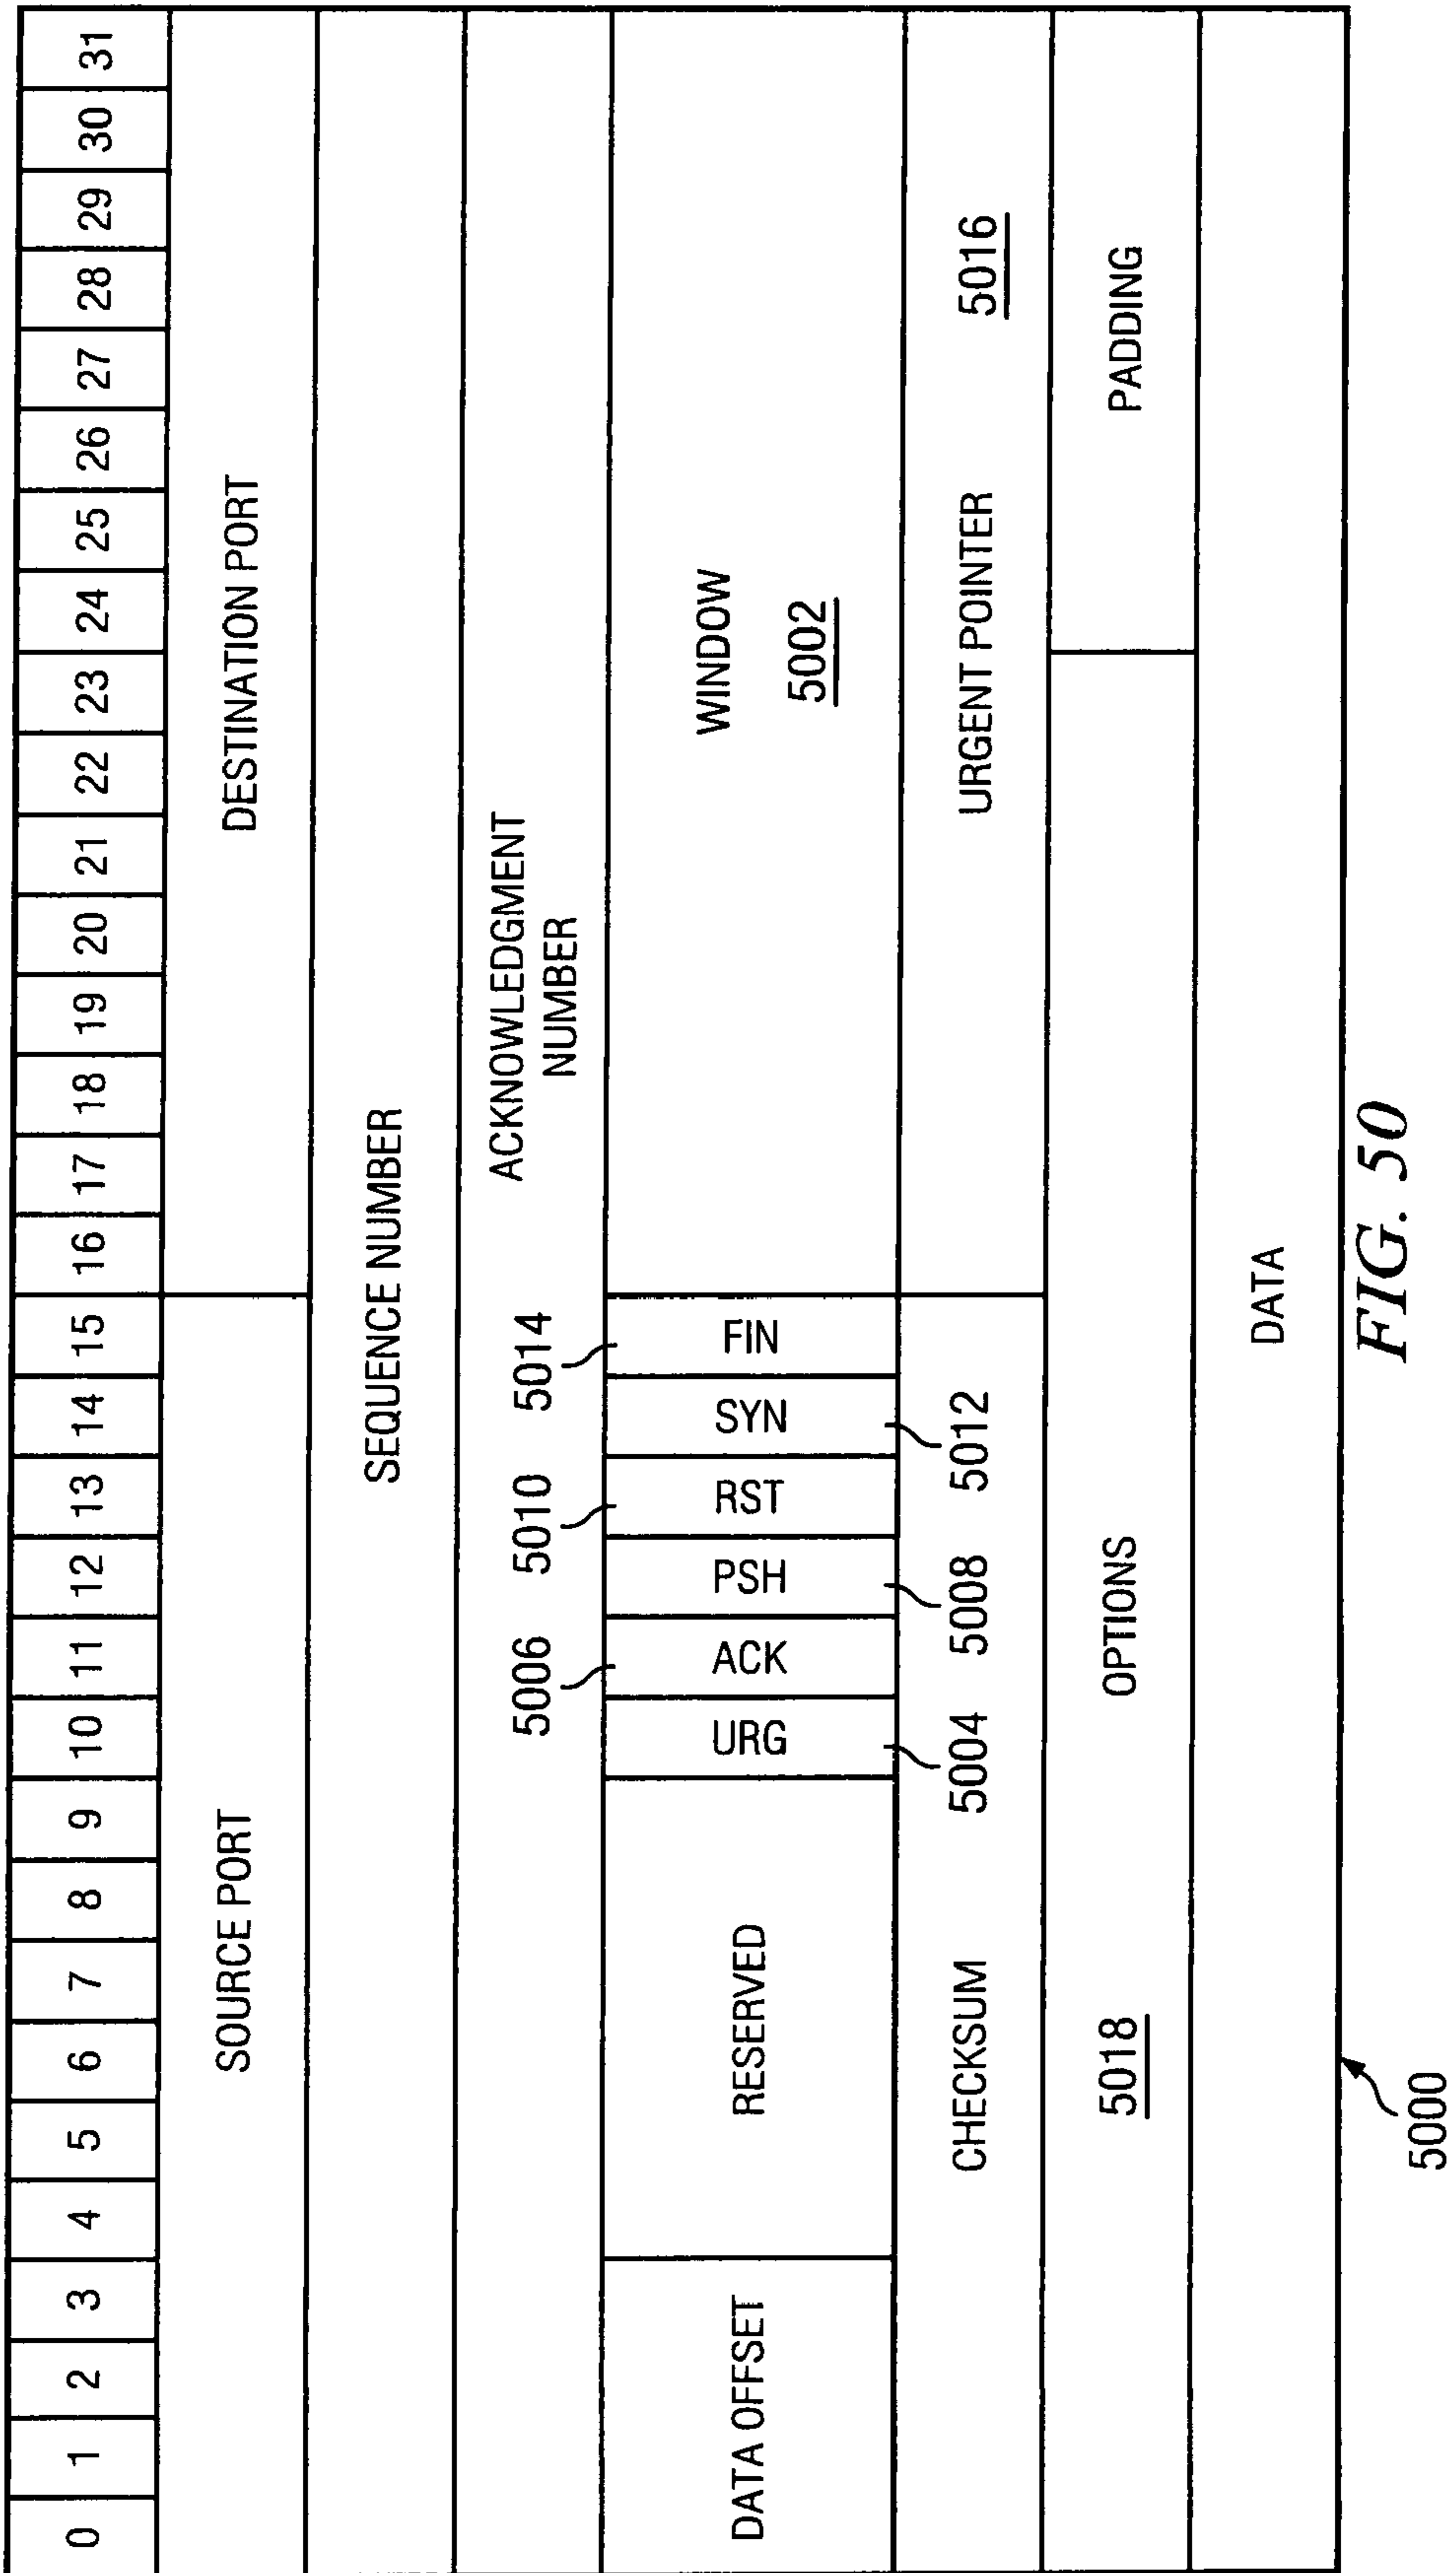 0 1 2 3 4 5 6 7 8 9 10 11 12 13 14 15 16 17 18 19 20 21 22 23 24 25 26 27 28 29 30 31
SOURCE PORT DESTINATION PORT
SEQUENCE NUMBER
ACKNOWLEDGMENT
NUMBER
5006 5010 5014
DATA OFFSET RESERVED URG ACK PSH RST SYN FIN WINDOW
5002
5004 5008 5012
CHECKSUM URGENT POINTER 5016
5018 OPTIONS PADDING
DATA
5000
FIG. 50